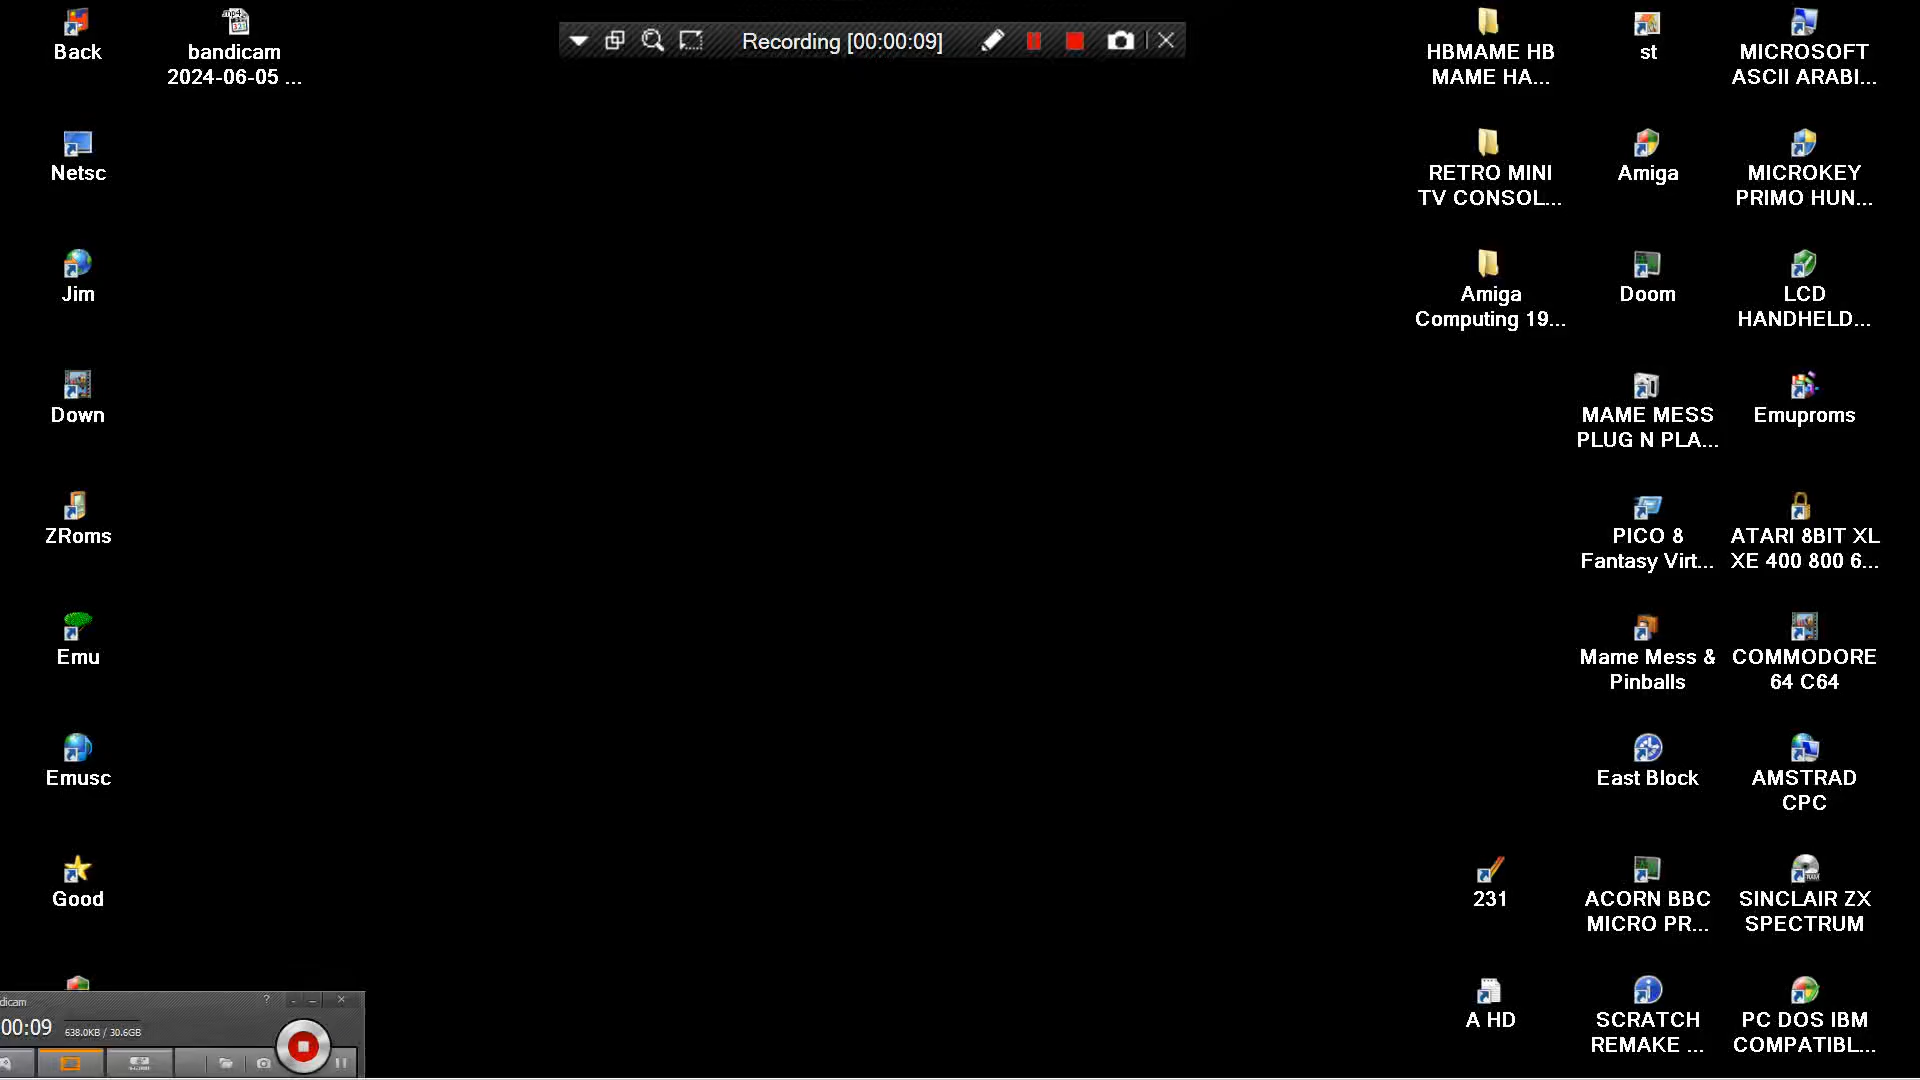 Back
bandicam
2024-06-05 ...
Recording [00:00:09]
HBMAME HB
MAME HA...
st
MICROSOFT
ASCII ARABI...
Netsc
RETRO MINI
TV CONSOL...
Amiga
MICROKEY
PRIMO HUN...
Jim
Amiga
Computing 19...
Doom
LCD
HANDHELD...
Down
MAME MESS
PLUG N PLA...
Emuproms
ZRoms
PICO 8
Fantasy Virt...
ATARI 8BIT XL
XE 400 800 6...
Emu
Mame Mess &
Pinballs
COMMODORE
64 C64
Emusc
East Block
AMSTRAD
CPC
Good
231
ACORN BBC
MICRO PR...
SINCLAIR ZX
SPECTRUM
A HD
SCRATCH
REMAKE ...
PC DOS IBM
COMPATIBL...
dicam
00:09
638.0KB / 30.6GB